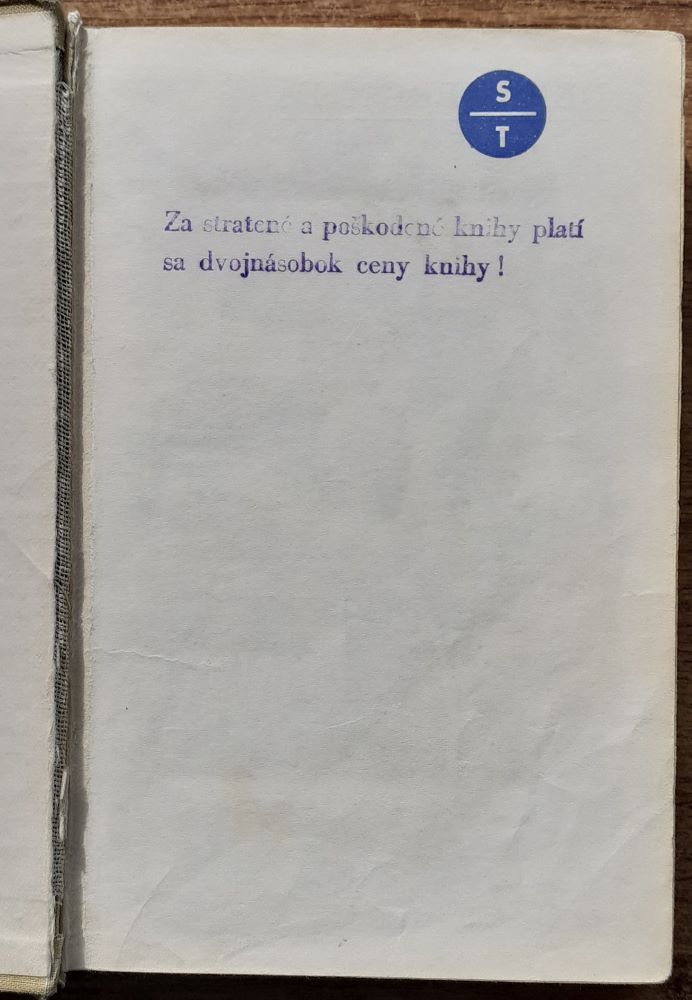 S
T
Za stratené a poškodené knihy platí
sa dvojnásobok ceny knihy !